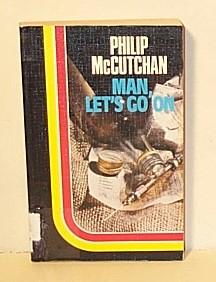 PHILIP
McCUTCHAN
MAN,
LET'S GO ON